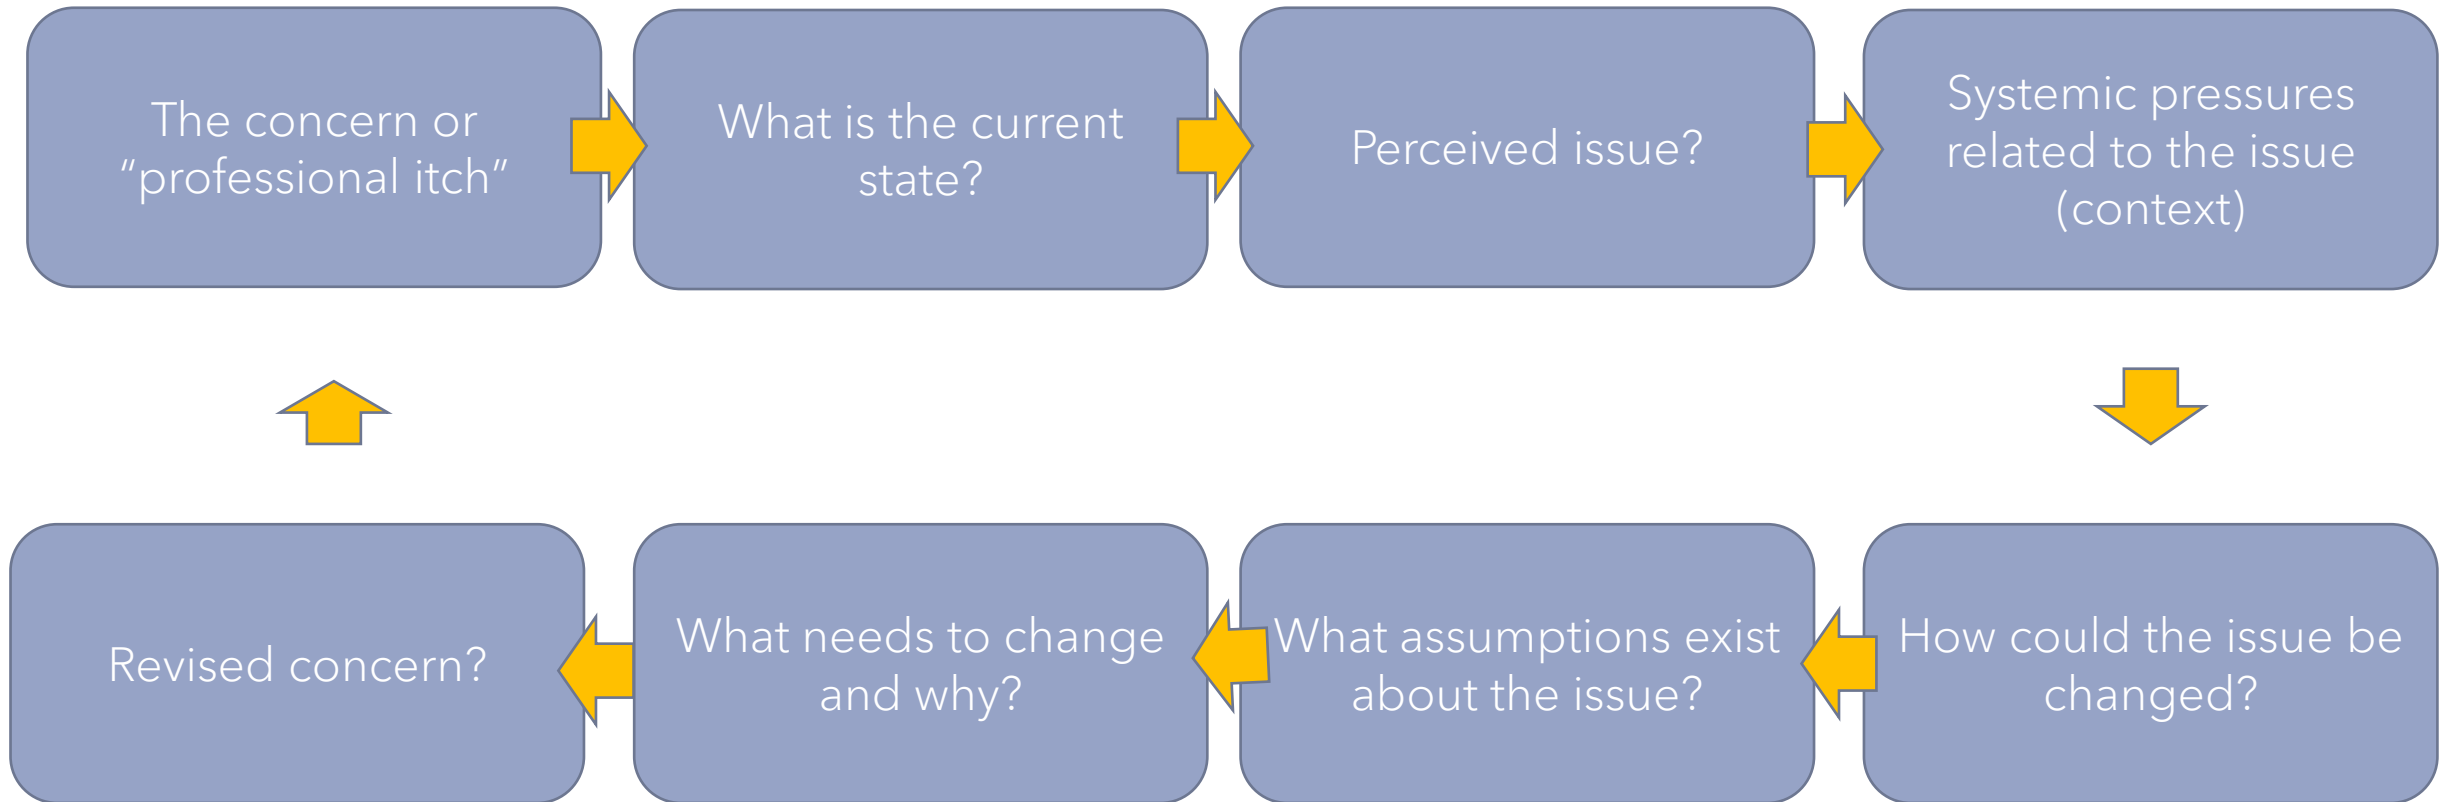 The concern or
“professional itch”
What is the current
state?
Perceived issue?
Systemic pressures
related to the issue
(context)
Revised concern?
What needs to change
and why?
What assumptions exist
about the issue?
How could the issue be
changed?